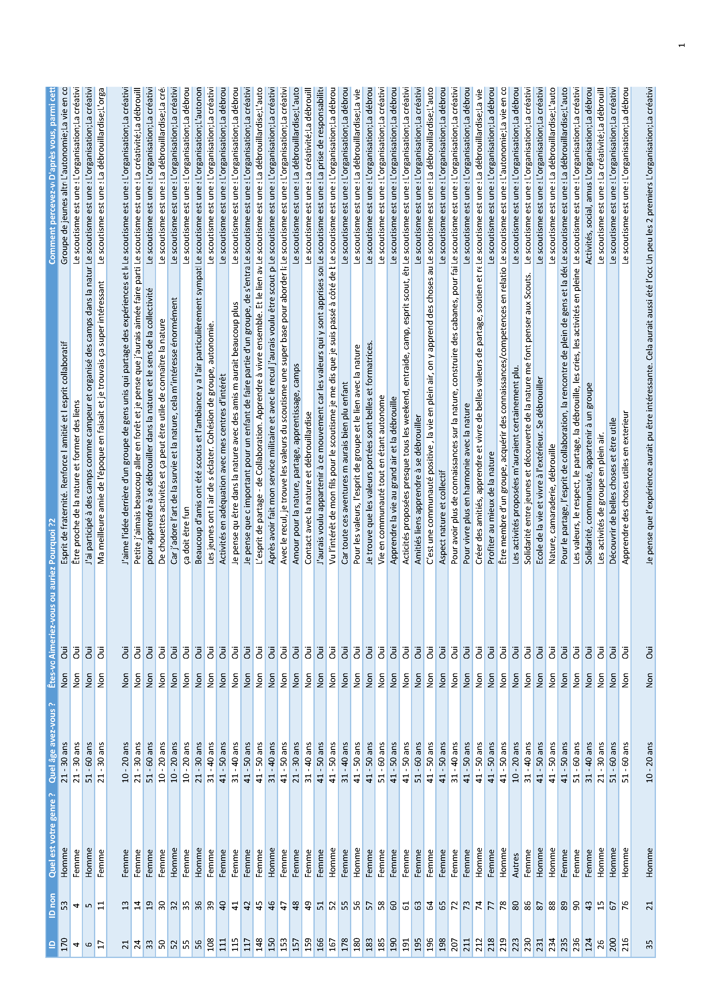 ID ID non Quel est votre genre ? Quel âge avez-vous ? Êtes-vo Aimeriez-vous ou auriez Pourquoi ?2 Comment percevez-v D'après vous, parmi cett
170 53 Homme 21 - 30 ans Non Oui Esprit de fraternité. Renforce l amitié et l esprit collaboratif Groupe de jeunes altr L'autonomie;La vie en co
4 4 Femme 21 - 30 ans Non Oui Être proche de la nature et former des liens Le scoutisme est une s L'organisation;La créativi
6 5 Homme 51 - 60 ans Non Oui J'ai participé à des camps comme campeur et organisé des camps dans la natur Le scoutisme est une s L'organisation;La créativi
17 11 Femme 21 - 30 ans Non Oui Ma meilleure amie de l'époque en faisait et je trouvais ça super intéressant Le scoutisme est une s La débrouillardise;L'orga
21 13 Femme 10 - 20 ans Non Oui J'aime l'idée derrière d'un groupe de gens unis qui partage des expériences et l Le scoutisme est une s L'organisation;La créativi
24 14 Femme 21 - 30 ans Non Oui Petite j'aimais beaucoup aller en forêt et je pense que j'aurais aimée faire parti Le scoutisme est une s La créativité;La débrouill
33 19 Femme 51 - 60 ans Non Oui pour apprendre à se débrouiller dans la nature et le sens de la collectivité Le scoutisme est une s L'organisation;La créativi
50 30 Femme 10 - 20 ans Non Oui De chouettes activités et ça peut être utile de connaître la nature Le scoutisme est une s La débrouillardise;La cré
52 32 Homme 10 - 20 ans Non Oui Car j'adore l'art de la survie et la nature, cela m'intéresse énormément Le scoutisme est une s L'organisation;La créativi
55 35 Femme 10 - 20 ans Non Oui ça doit être fun Le scoutisme est une s L'organisation;La débrou
56 36 Homme 21 - 30 ans Non Oui Beaucoup d'amis ont été scouts et l'ambiance y a l'air particulièrement sympat Le scoutisme est une s L'organisation;L'autonon
108 39 Femme 31 - 40 ans Non Oui Les jeunes ont l air de s éclater. Cohésion de groupe, autonomie. Le scoutisme est une s L'organisation;La créativi
111 40 Femme 41 - 50 ans Non Oui Activités en adéquation avec mes centres d'intérêt Le scoutisme est une s L'organisation;La débrou
115 41 Femme 31 - 40 ans Non Oui Je pense qu être dans la nature avec des amis m aurait beaucoup plus Le scoutisme est une s L'organisation;La débrou
117 42 Femme 41 - 50 ans Non Oui Je pense que c important pour un enfant de faire partie d'un groupe, de s'entra Le scoutisme est une s L'organisation;La débrou
148 45 Femme 41 - 50 ans Non Oui L'esprit de partage - de Collaboration. Apprendre à vivre ensemble. Et le lien av Le scoutisme est une s La débrouillardise;L'auto
150 46 Homme 31 - 40 ans Non Oui Après avoir fait mon service militaire et avec le recul j'aurais voulu être scout p Le scoutisme est une s L'organisation;La créativi
153 47 Femme 41 - 50 ans Non Oui Avec le recul, je trouve les valeurs du scoutisme une super base pour aborder la Le scoutisme est une s L'organisation;La créativi
157 48 Femme 21 - 30 ans Non Oui Amour pour la nature, partage, apprentissage, camps Le scoutisme est une s La débrouillardise;L'auto
159 49 Femme 31 - 40 ans Non Oui Contact avec la nature et débrouillardise Le scoutisme est une s La créativité;La débrouill
166 51 Femme 41 - 50 ans Non Oui J'aurais voulu appartenir à ce mouvement car les valeurs qui y sont apprises sou Le scoutisme est une s La prise de responsabilité
167 52 Homme 41 - 50 ans Non Oui Vu l'intérêt de mon fils pour le scoutisme je me dis que je suis passé à côté de b Le scoutisme est une s L'organisation;La débrou
178 55 Femme 31 - 40 ans Non Oui Car toute ces aventures m aurais bien plu enfant Le scoutisme est une s L'organisation;La débrou
180 56 Homme 41 - 50 ans Non Oui Pour les valeurs, l'esprit de groupe et le lien avec la nature Le scoutisme est une s La débrouillardise;La vie
183 57 Femme 41 - 50 ans Non Oui Je trouve que les valeurs portées sont belles et formatrices. Le scoutisme est une s L'organisation;La débrou
185 58 Femme 51 - 60 ans Non Oui Vie en communauté tout en étant autonome Le scoutisme est une s L'organisation;La créativi
190 60 Femme 41 - 50 ans Non Oui Apprendre la vie au grand air et la débrouille Le scoutisme est une s L'organisation;La débrou
191 61 Femme 41 - 50 ans Non Oui Acticités proposées presque tous les weekend, entraide, camp, esprit scout, êtr Le scoutisme est une s L'organisation;La créativi
195 63 Femme 51 - 60 ans Non Oui Amitiés liens apprendre à se débrouiller Le scoutisme est une s L'organisation;La créativi
196 64 Femme 41 - 50 ans Non Oui C'est une communauté positive , la vie en plein air, on y apprend des choses au Le scoutisme est une s La débrouillardise;L'auto
198 65 Femme 41 - 50 ans Non Oui Aspect nature et collectif Le scoutisme est une s L'organisation;La débrou
207 72 Femme 31 - 40 ans Non Oui Pour avoir plus de connaissances sur la nature, construire des cabanes, pour fai Le scoutisme est une s L'organisation;La créativi
211 73 Femme 41 - 50 ans Non Oui Pour vivre plus en harmonie avec la nature Le scoutisme est une s L'organisation;La débrou
212 74 Homme 41 - 50 ans Non Oui Créer des amitiés, apprendre et vivre de belles valeurs de partage, soutien et re Le scoutisme est une s La débrouillardise;La vie
218 77 Femme 41 - 50 ans Non Oui Profiter au mieux de la nature Le scoutisme est une s L'organisation;La débrou
219 78 Homme 41 - 50 ans Non Oui Être membre d'un groupe, acquérir des connaissances/competences en relatio Le scoutisme est une s L'autonomie;La vie en co
223 80 Autres 10 - 20 ans Non Oui Les activités proposées m'auraient certainement plu. Le scoutisme est une s L'organisation;La débrou
230 86 Femme 31 - 40 ans Non Oui Solidarité entre jeunes et découverte de la nature me font penser aux Scouts. Le scoutisme est une s L'organisation;La créativi
231 87 Homme 41 - 50 ans Non Oui Ecole de la vie et vivre à l'extérieur. Se débrouiller Le scoutisme est une s L'organisation;La créativi
234 88 Homme 41 - 50 ans Non Oui Nature, camaraderie, débrouille Le scoutisme est une s La débrouillardise;L'auto
235 89 Femme 41 - 50 ans Non Oui Pour le partage, l'esprit de collaboration, la rencontre de plein de gens et la déc Le scoutisme est une s La débrouillardise;L'auto
236 90 Femme 51 - 60 ans Non Oui Les valeurs, le respect, le partage, la débrouille, les cries, les activités en pleine Le scoutisme est une s L'organisation;La créativi
124 43 Femme 31 - 40 ans Non Oui Solidarité, communauté, appartenir à un groupe Activités, social, amus L'organisation;La débrou
26 15 Homme 21 - 30 ans Non Oui Les activités de groupe en plein air. Le scoutisme est une s La créativité;La débrouill
200 67 Homme 51 - 60 ans Non Oui Découvrir de belles choses et être utile Le scoutisme est une s L'organisation;La créativi
216 76 Homme 51 - 60 ans Non Oui Apprendre des choses utiles en exterieur Le scoutisme est une s L'organisation;La débrou
35 21 Homme 10 - 20 ans Non Oui Je pense que l'expérience aurait pu être intéressante. Cela aurait aussi été l'occ Un peu les 2 premiers L'organisation;La créativi
1